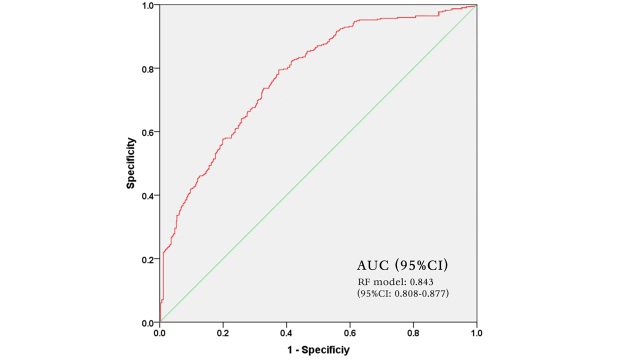 1.0
0.8
0.6
0.4
0.2
0.0
Specificity
0.0 0.2 0.4 0.6 0.8 1.0
1 - Specificiy
AUC (95%CI)
RF model: 0.843
(95%CI: 0.808-0.877)